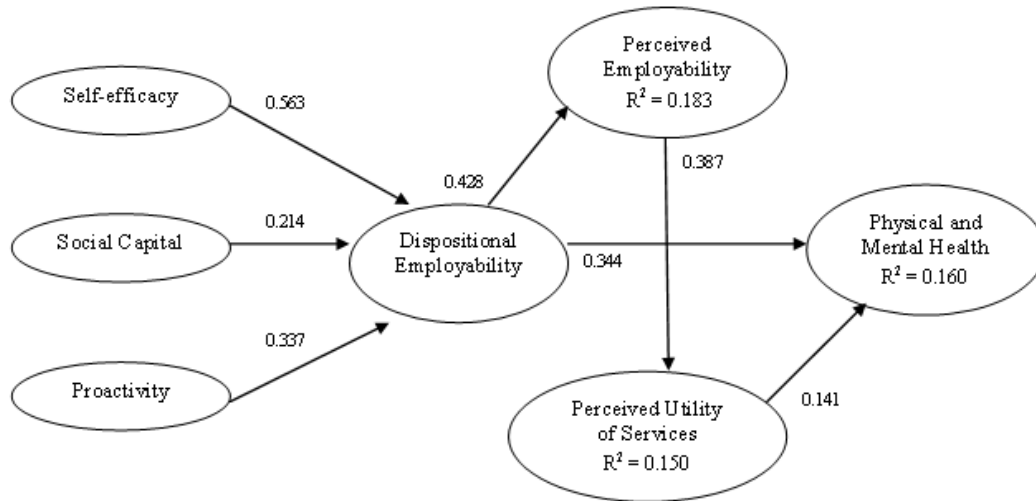 Perceived
Employability
R² = 0.183
Self-efficacy
0.563
0.387
0.428
Social Capital
0.214
Dispositional
Employability
0.344
Physical and
Mental Health
R² = 0.160
0.337
Proactivity
Perceived Utility
of Services
R² = 0.150
0.141